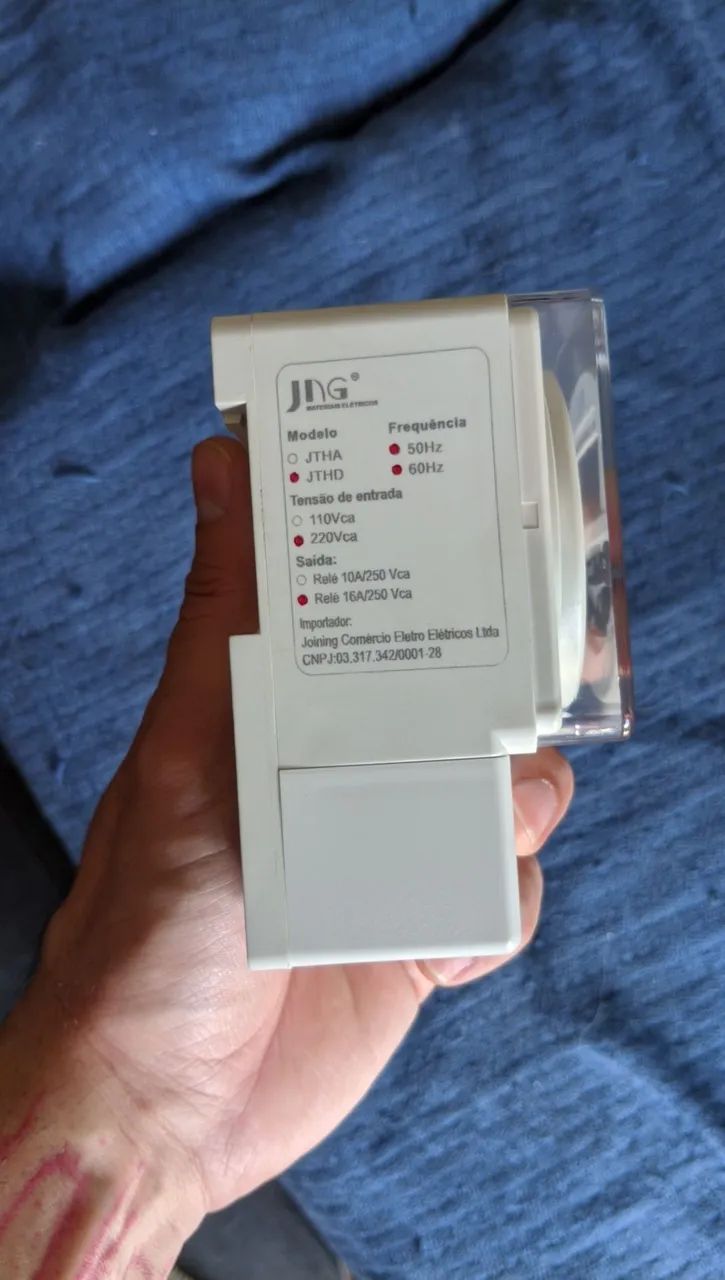 JNG®
MATERIAIS ELÉTRICOS
Modelo
JTHA
JTHD
Frequência
50Hz
60Hz
Tensão de entrada
110Vca
220Vca
Saída:
Relé 10A/250 Vca
Relé 16A/250 Vca
Importador:
Joining Comércio Eletro Elétricos Ltda
CNPJ:03.317.342/0001-28